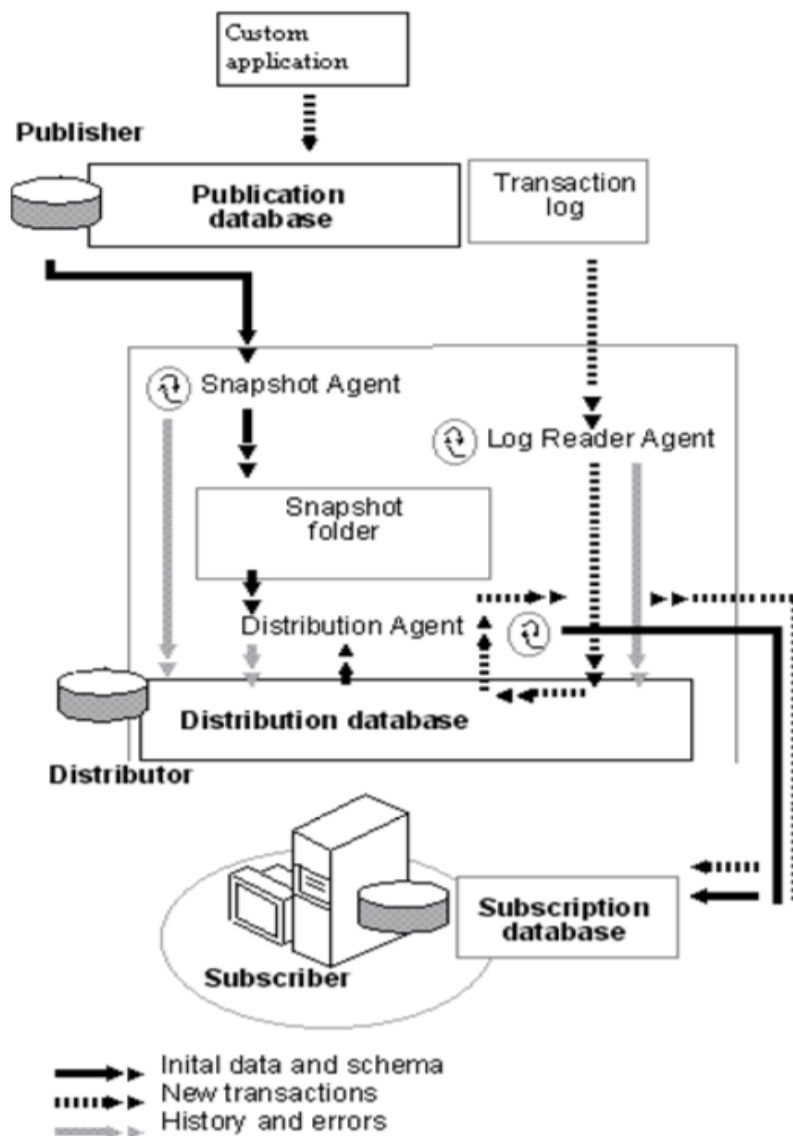 Custom
application
Publisher
Publication
database
Transaction
log
Snapshot Agent
Log Reader Agent
Snapshot
folder
Distribution Agent
Distribution database
Distributor
Subscription
database
Subscriber
Inital data and schema
New transactions
History and errors